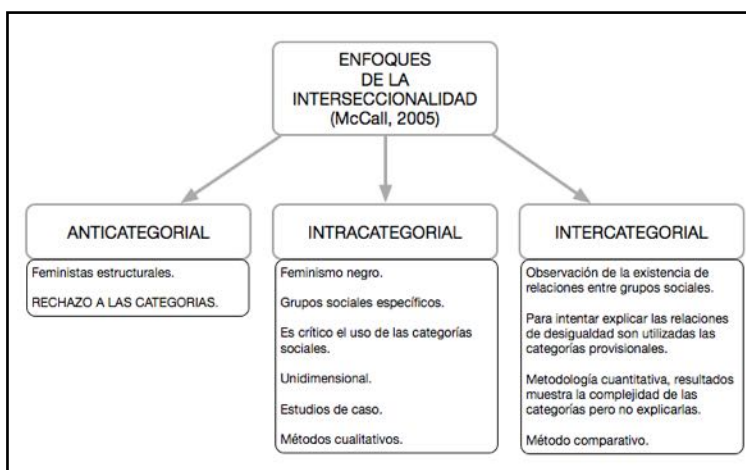 ENFOQUES
DE LA
INTERSECCIONALIDAD
(McCall, 2005)
ANTICATEGORIAL
Feministas estructurales.
RECHAZO A LAS CATEGORIAS.
INTRACATEGORIAL
Feminismo negro.
Grupos sociales específicos.
Es crítico el uso de las categorías
sociales.
Unidimensional.
Estudios de caso.
Métodos cualitativos.
INTERCATEGORIAL
Observación de la existencia de
relaciones entre grupos sociales.
Para intentar explicar las relaciones
de desigualdad son utilizadas las
categorías provisionales.
Metodología cuantitativa, resultados
muestra la complejidad de las
categorías pero no explicarlas.
Método comparativo.